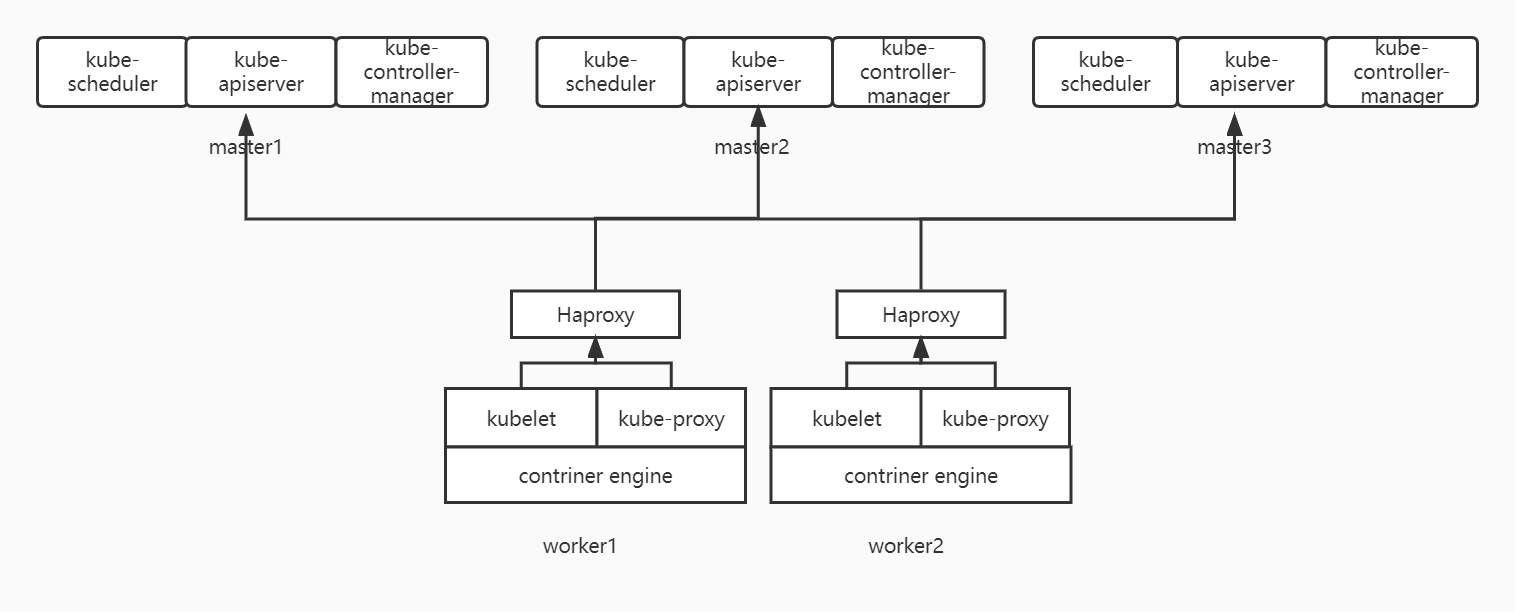 kube-
scheduler
kube-
apiserver
kube-
controller-
manager
kube-
scheduler
kube-
apiserver
kube-
controller-
manager
kube-
scheduler
kube-
apiserver
kube-
controller-
manager
master1
master2
master3
Haproxy
Haproxy
kubelet
kube-proxy
kubelet
kube-proxy
contriner engine
contriner engine
worker1
worker2